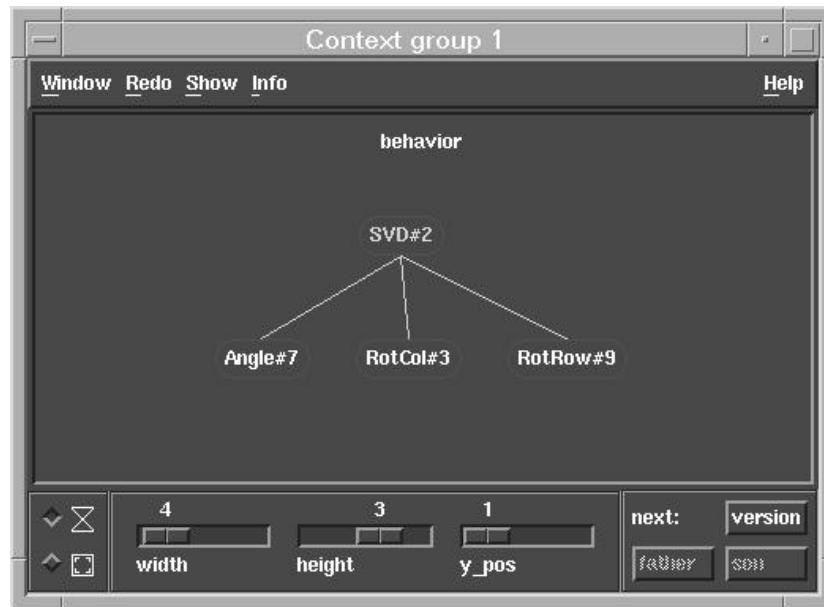 Context group 1
Window Redo Show Info Help
behavior
SVD#2
Angle#7 RotCol#3 RotRow#9
4 3 1
next: version
width height y_pos
father son